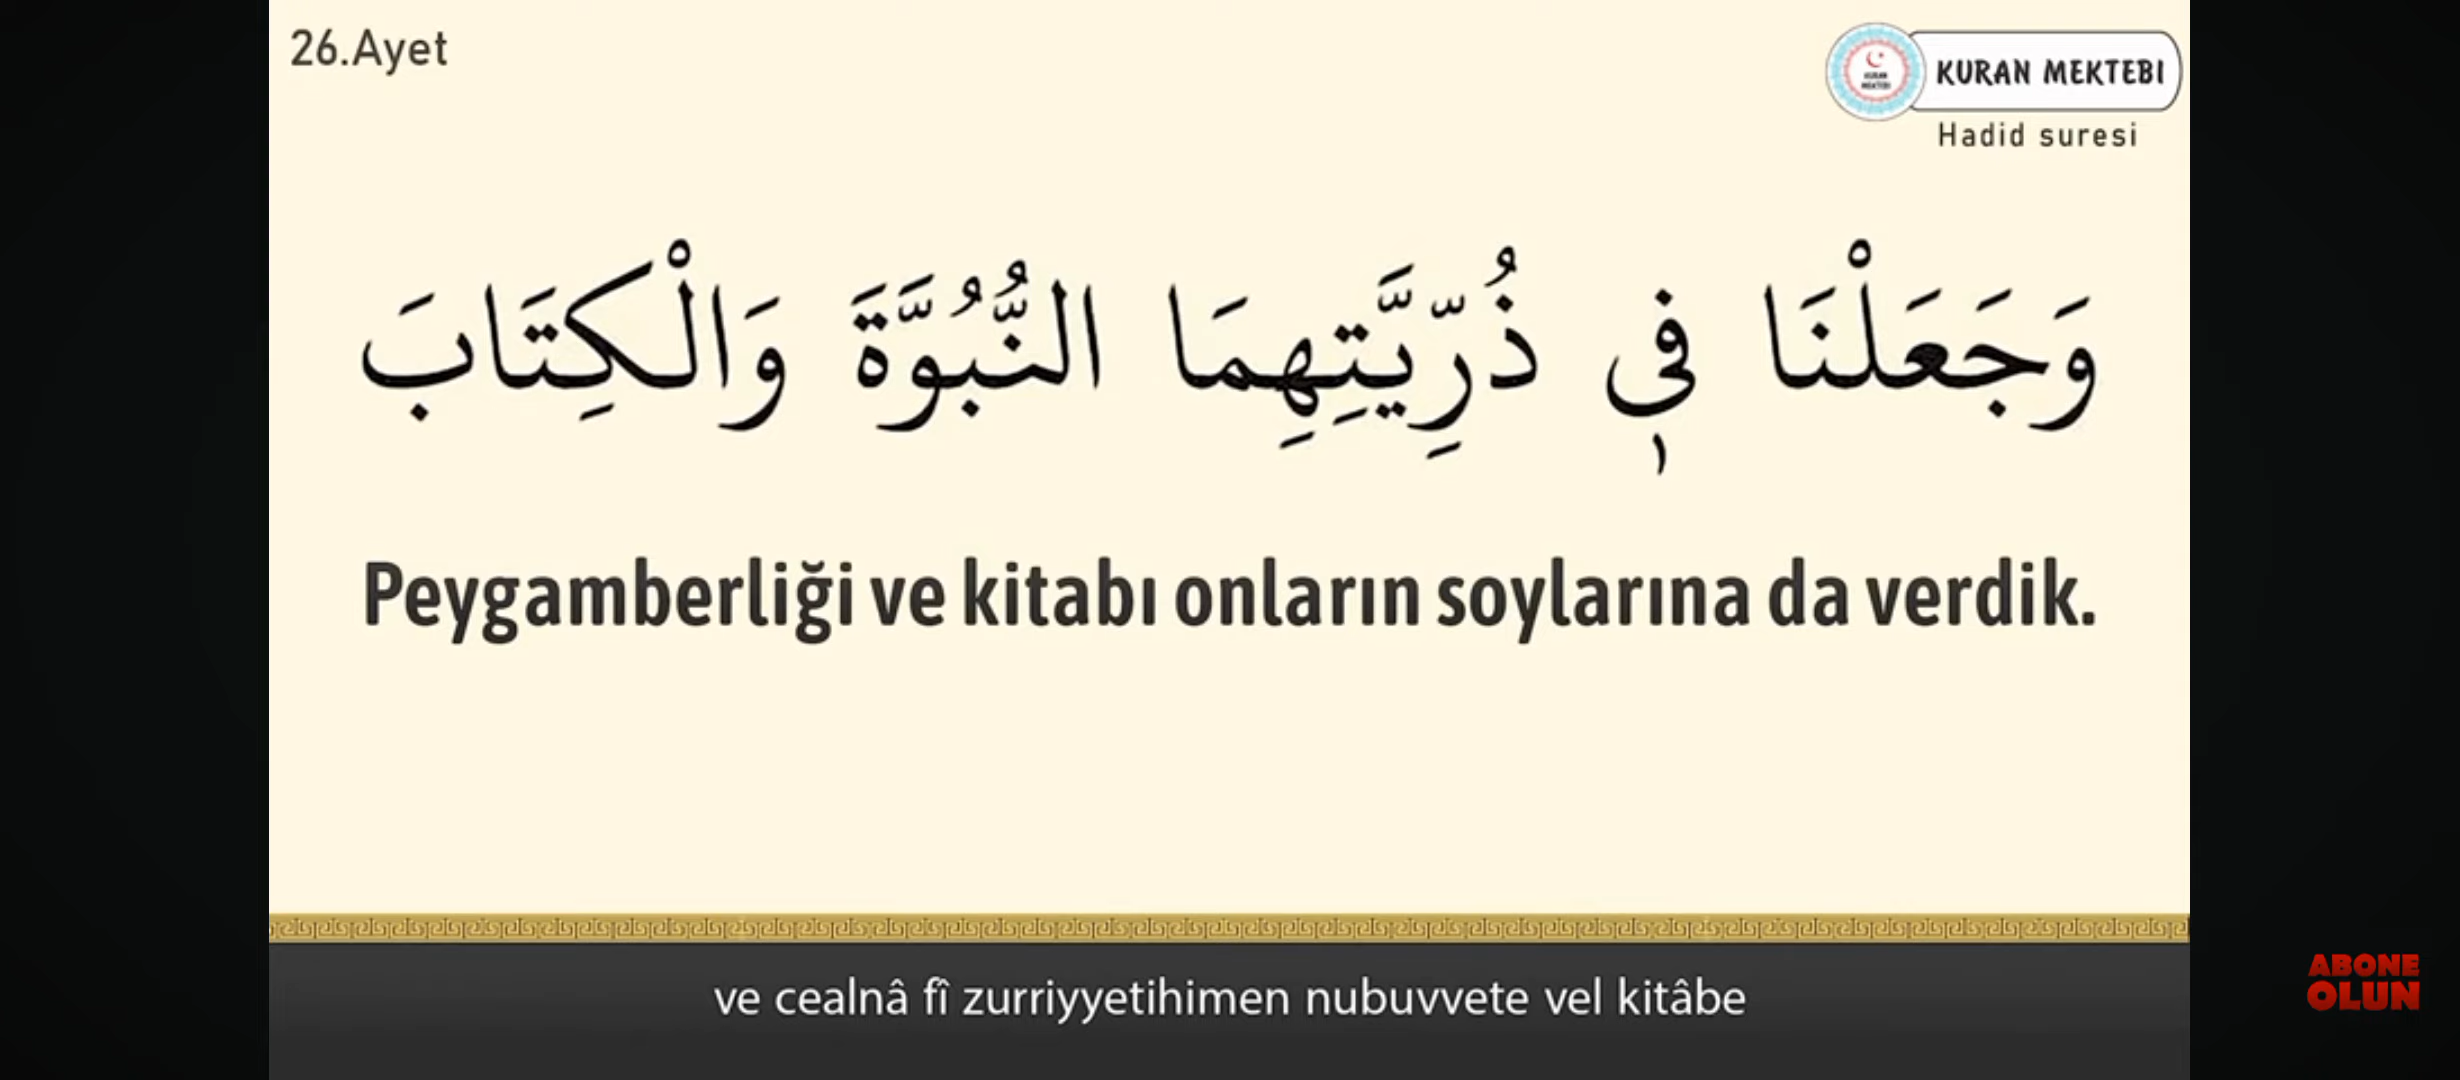 26.Ayet
KURAN MEKTEBI
Hadid suresi
وَجَعَلْنَا فٖي ذُرِّيَّتِهِمَا النُّبُوَّةَ وَالْكِتَابَ
Peygamberliği ve kitabı onların soylarına da verdik.
ve cealnâ fî zurriyyetihimen nubuvvete vel kitâbe
ABONE
OLUN